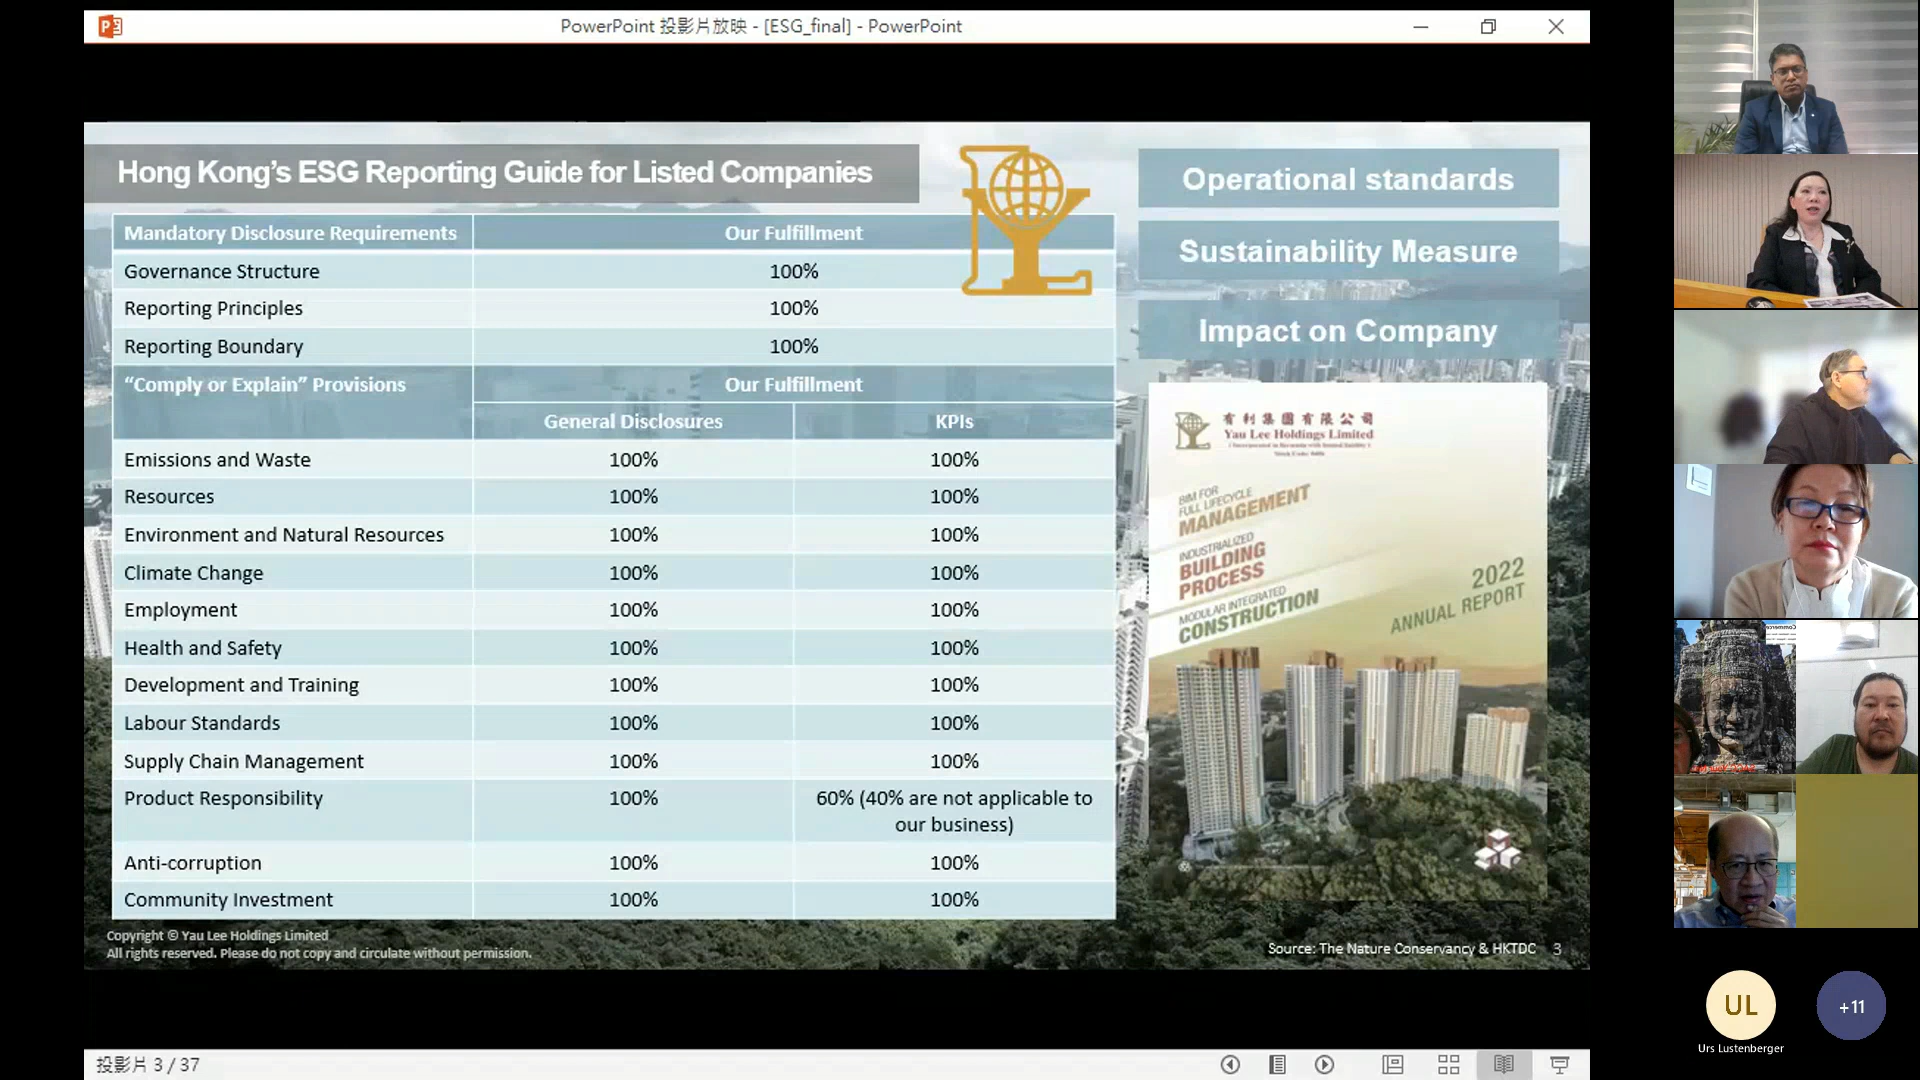 PowerPoint 投影片放映 - [ESG_final] - PowerPoint
Hong Kong's ESG Reporting Guide for Listed Companies
Mandatory Disclosure Requirements Our Fulfillment
Governance Structure 100%
Reporting Principles 100%
Reporting Boundary 100%
“Comply or Explain” Provisions Our Fulfillment
General Disclosures KPIs
Emissions and Waste 100% 100%
Resources 100% 100%
Environment and Natural Resources 100% 100%
Climate Change 100% 100%
Employment 100% 100%
Health and Safety 100% 100%
Development and Training 100% 100%
Labour Standards 100% 100%
Supply Chain Management 100% 100%
Product Responsibility 100% 60% (40% are not applicable to
our business)
Anti-corruption 100% 100%
Community Investment 100% 100%
Operational standards
Sustainability Measure
Impact on Company
有利集團有限公司
Yau Lee Holdings Limited
BIM FOR
FULL LIFECYCLE
MANAGEMENT
INDUSTRIALIZED
BUILDING
PROCESS
MODULAR INTEGRATED
CONSTRUCTION
2022
ANNUAL REPORT
Copyright © Yau Lee Holdings Limited
All rights reserved. Please do not copy and circulate without permission.
Source: The Nature Conservancy & HKTDC 3
投影片 3 / 37
UL
+11
Urs Lustenberger